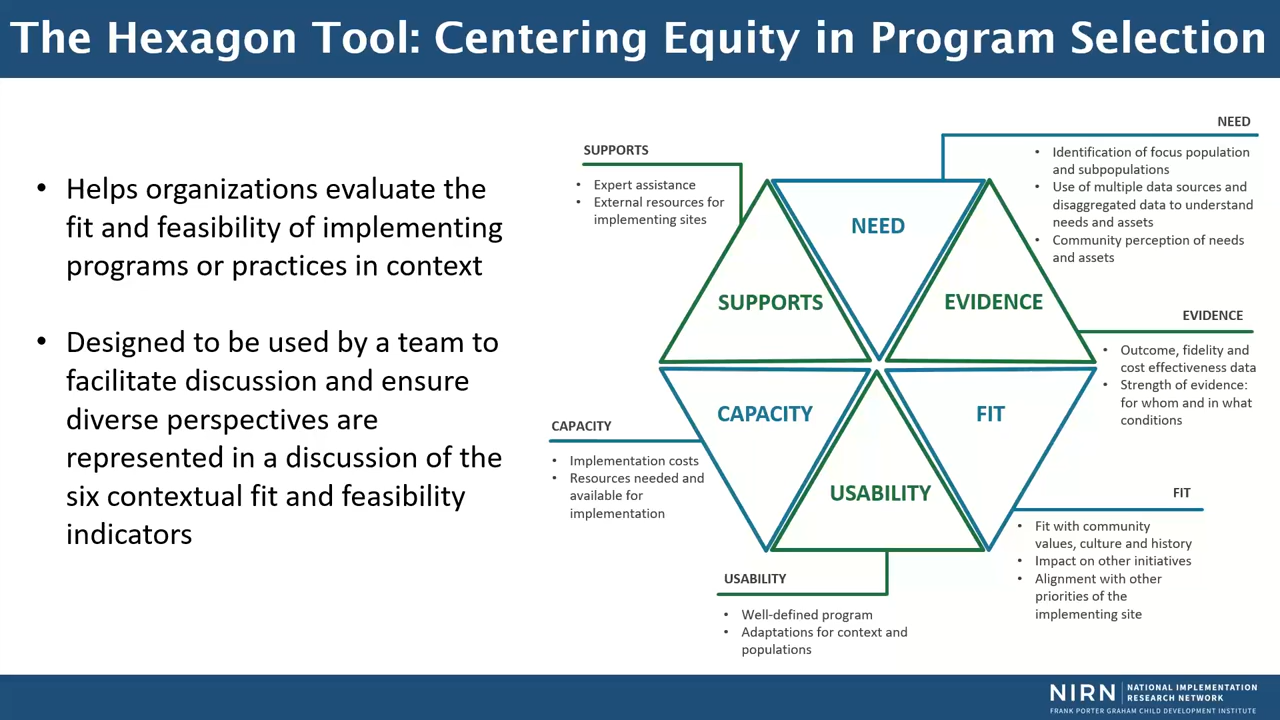 The Hexagon Tool: Centering Equity in Program Selection
• Helps organizations evaluate the
fit and feasibility of implementing
programs or practices in context
• Designed to be used by a team to
facilitate discussion and ensure
diverse perspectives are
represented in a discussion of the
six contextual fit and feasibility
indicators
SUPPORTS
• Expert assistance
• External resources for
implementing sites
NEED
• Identification of focus population
and subpopulations
• Use of multiple data sources and
disaggregated data to understand
needs and assets
• Community perception of needs
and assets
NEED
SUPPORTS
EVIDENCE
CAPACITY
FIT
USABILITY
EVIDENCE
• Outcome, fidelity and
cost effectiveness data
• Strength of evidence:
for whom and in what
conditions
CAPACITY
• Implementation costs
• Resources needed and
available for
implementation
FIT
• Fit with community
values, culture and history
• Impact on other initiatives
• Alignment with other
priorities of the
implementing site
USABILITY
• Well-defined program
• Adaptations for context and
populations
NIRN
NATIONAL IMPLEMENTATION
RESEARCH NETWORK
FRANK PORTER GRAHAM CHILD DEVELOPMENT INSTITUTE